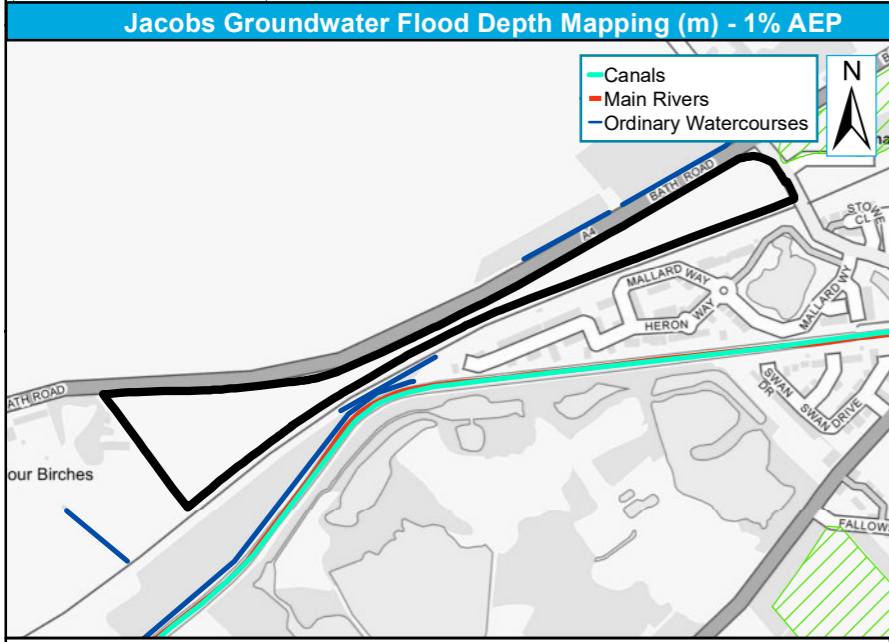 Jacobs Groundwater Flood Depth Mapping (m) - 1% AEP
Canals
Main Rivers
Ordinary Watercourses
N
BATH ROAD
A4
STOWE
CL
MALLARD WAY
MALLARD WY
HERON WAY
SWAN
DR
SWAN DRIVE
ATH ROAD
our Birches
FALLOW